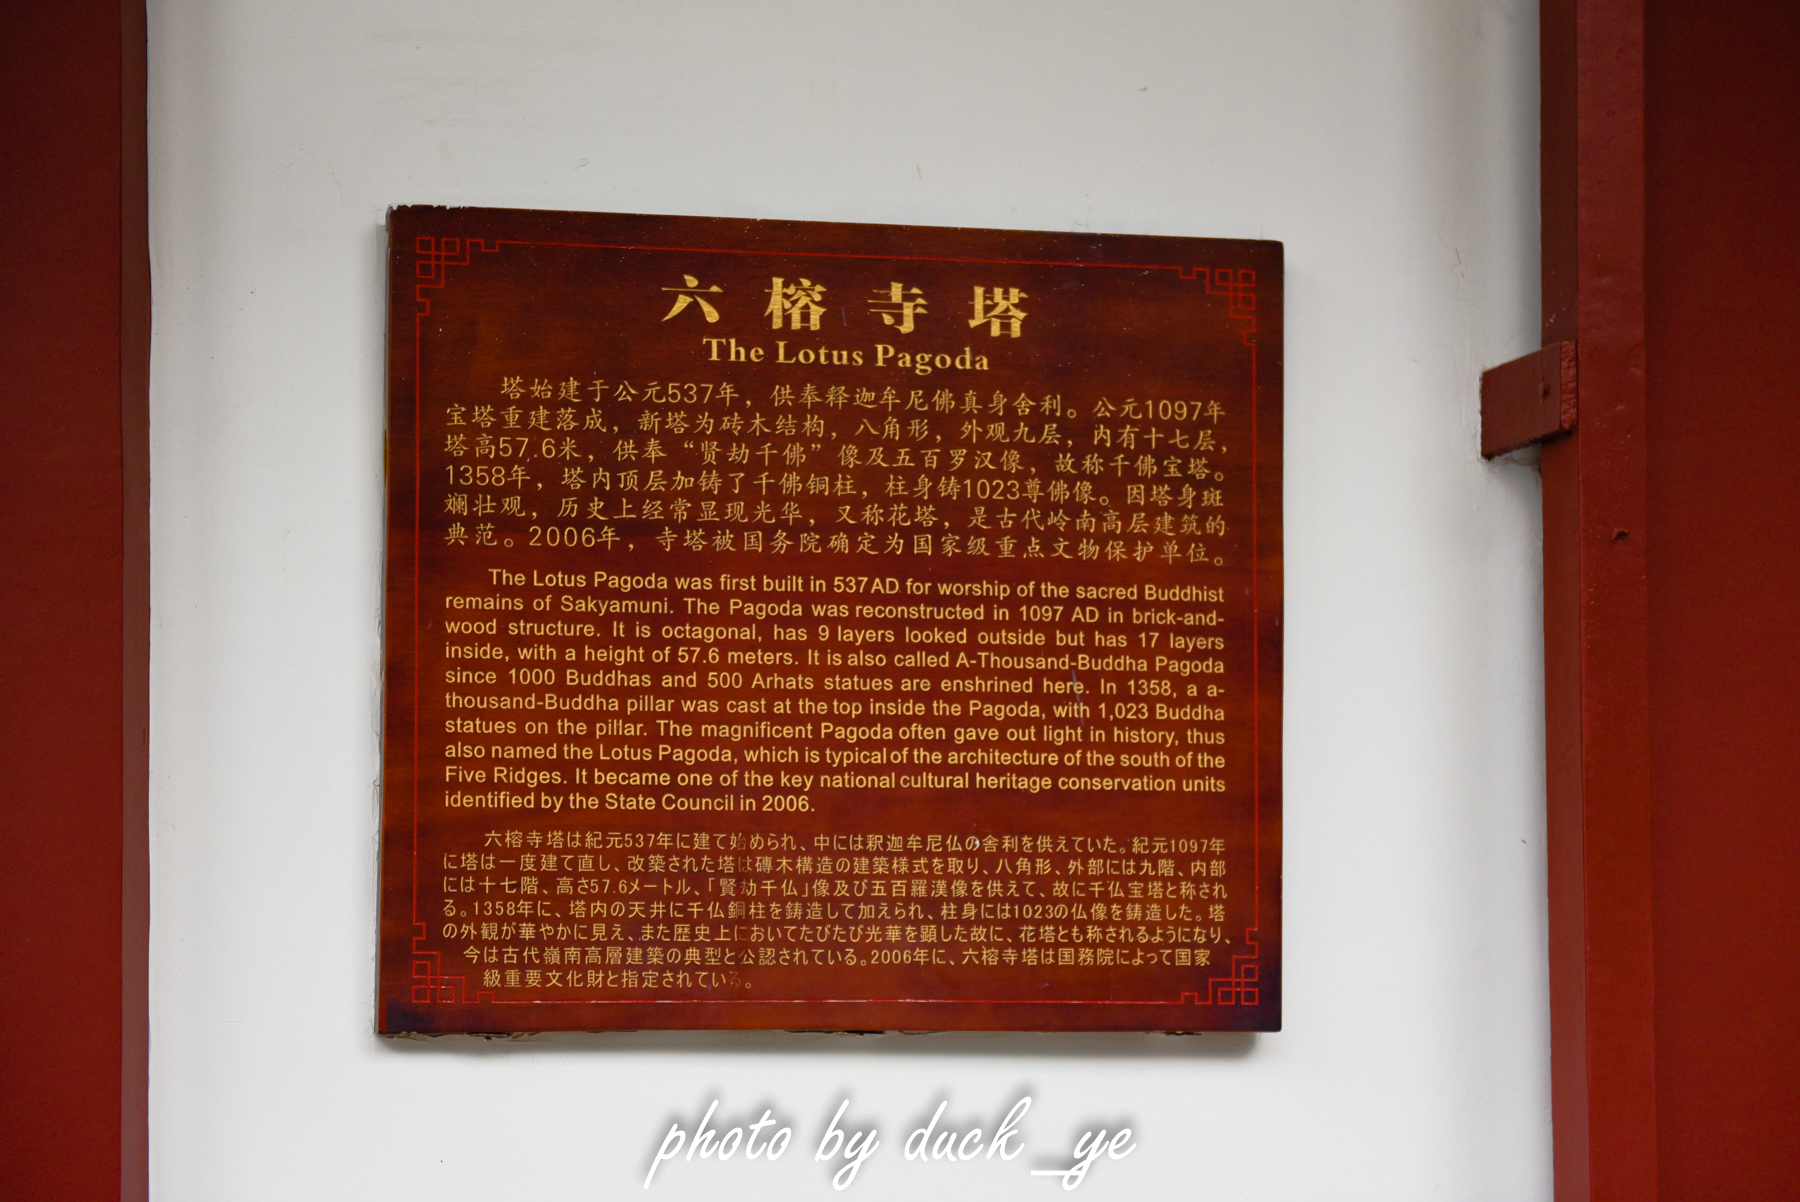 六榕寺塔
The Lotus Pagoda
塔始建于公元537年，供奉释迦牟尼佛真身舍利。公元1097年
宝塔重建落成，新塔为砖木结构，八角形，外观九层，内有十七层，
塔高57.6米，供奉“贤劫千佛”像及五百罗汉像，故称千佛宝塔。
1358年，塔内顶层加铸了千佛铜柱，柱身铸1023尊佛像。因塔身斑
斓壮观，历史上经常显现光华，又称花塔，是古代岭南高层建筑的
典范。2006年，寺塔被国务院确定为国家级重点文物保护单位。
The Lotus Pagoda was first built in 537AD for worship of the sacred Buddhist
remains of Sakyamuni. The Pagoda was reconstructed in 1097 AD in brick-and-
wood structure. It is octagonal, has 9 layers looked outside but has 17 layers
inside, with a height of 57.6 meters. It is also called A-Thousand-Buddha Pagoda
since 1000 Buddhas and 500 Arhats statues are enshrined here. In 1358, a a-
thousand-Buddha pillar was cast at the top inside the Pagoda, with 1,023 Buddha
statues on the pillar. The magnificent Pagoda often gave out light in history, thus
also named the Lotus Pagoda, which is typical of the architecture of the south of the
Five Ridges. It became one of the key national cultural heritage conservation units
identified by the State Council in 2006.
六榕寺塔は紀元537年に建て始められ、中には釈迦牟尼仏の舎利を供えていた。紀元1097年
に塔は一度建て直し、改築された塔は磚木構造の建築様式を取り、八角形、外部には九階、内部
には十七階、高さ57.6メートル、「賢劫千仏」像及び五百羅漢像を供えて、故に千仏宝塔と称され
る。1358年に、塔内の天井に千仏銅柱を鋳造して加えられ、柱身には1023の仏像を鋳造した。塔
の外観が華やかに見え、また歴史上においてたびたび光華を顕した故に、花塔とも称されるようになり、
今は古代嶺南高層建築の典型と公認されている。2006年に、六榕寺塔は国務院によって国家
級重要文化財と指定されている。
photo by duck_ye